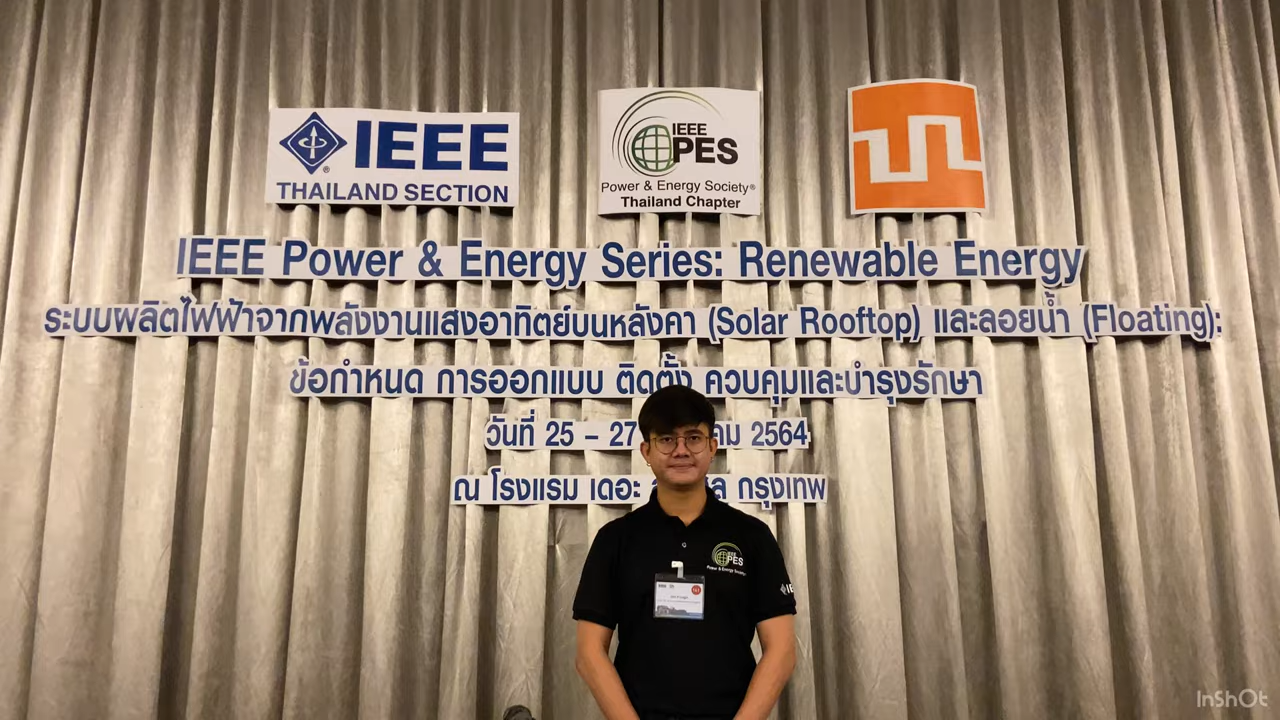 IEEE
THAILAND SECTION
IEEE
PES
Power & Energy Society®
Thailand Chapter
IEEE Power & Energy Series: Renewable Energy
ระบบผลิตไฟฟ้าจากพลังงานแสงอาทิตย์บนหลังคา (Solar Rooftop) และลอยน้ำ (Floating):
ข้อกำหนด การออกแบบ ติดตั้ง ควบคุมและบำรุงรักษา
วันที่ 25 – 27 2564
ณ โรงแรม เดอะ กรุงเทพ
IEEE
PES
Power & Energy Society
InShOt